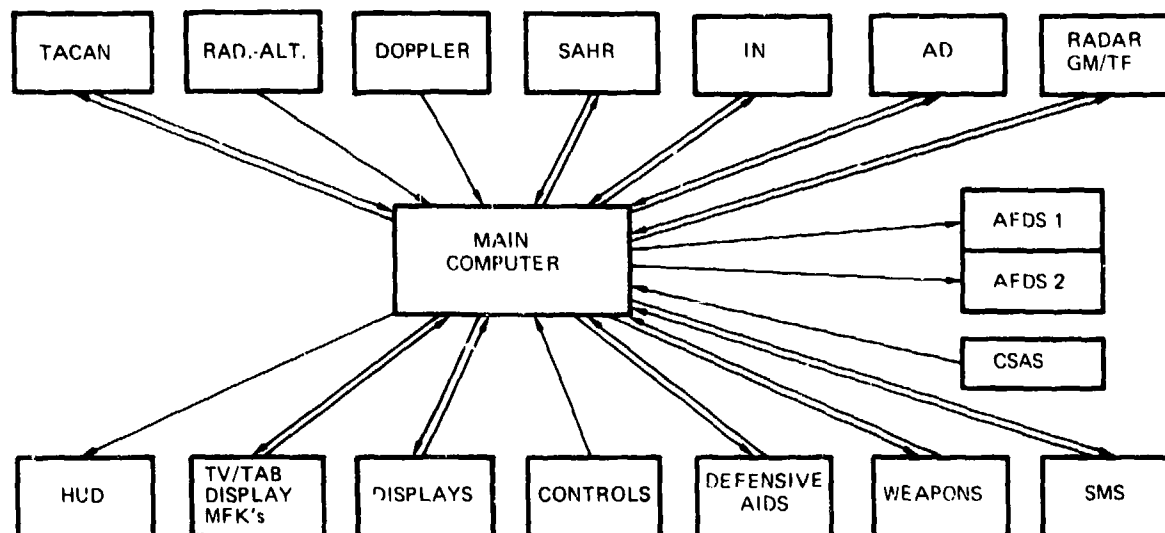 TACAN
RAD.-ALT.
DOPPLER
SAHR
IN
AD
RADAR
GM/TF
MAIN
COMPUTER
AFDS 1
AFDS 2
CSAS
HUD
TV/TAB
DISPLAY
MFK's
DISPLAYS
CONTROLS
DEFENSIVE
AIDS
WEAPONS
SMS